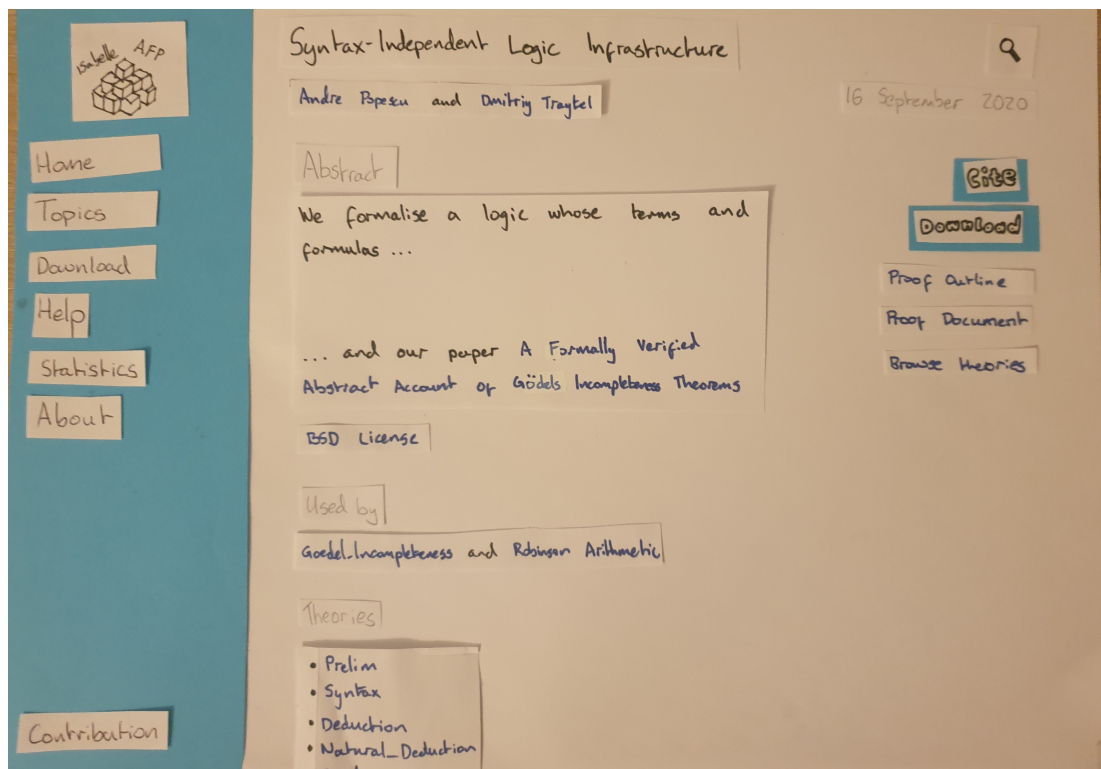 Isabelle AFP
Home
Topics
Download
Help
Statistics
About
Contribution
Syntax-Independent Logic Infrastructure
Andre Popescu and Dmitriy Traytel
16 September 2020
Abstract
We formalise a logic whose terms and
formulas ...
... and our paper A Formally Verified
Abstract Account of Gödels Incompleteness Theorems
BSD License
Used by
Goedel_Incompleteness and Robinson Arithmetic
Theories
• Prelim
• Syntax
• Deduction
• Natural_Deduction
Cite
Download
Proof Outline
Proof Document
Browse theories